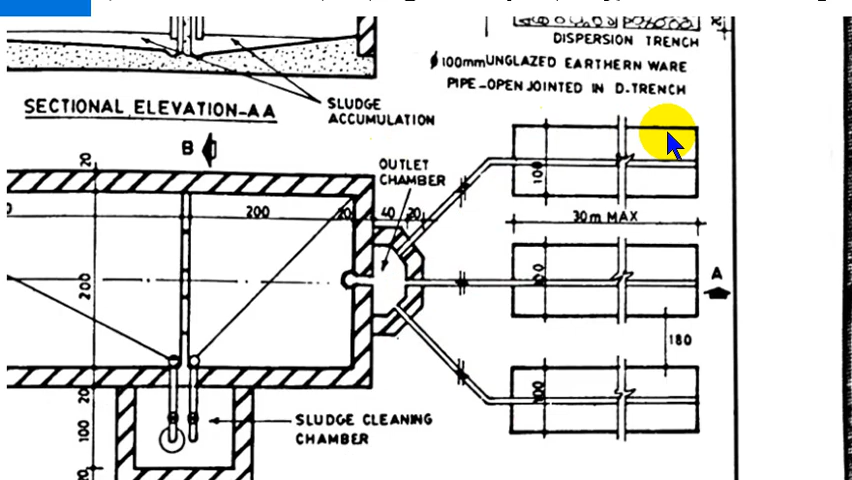 DISPERSION TRENCH
ϕ 100mm UNGLAZED EARTHERN WARE
PIPE-OPEN JOINTED IN D-TRENCH
SECTIONAL ELEVATION-AA
SLUDGE
ACCUMULATION
B
20
OUTLET
CHAMBER
100
200
20
40
20
30m MAX
200
A
180
100
20
SLUDGE CLEANING
CHAMBER
100
20